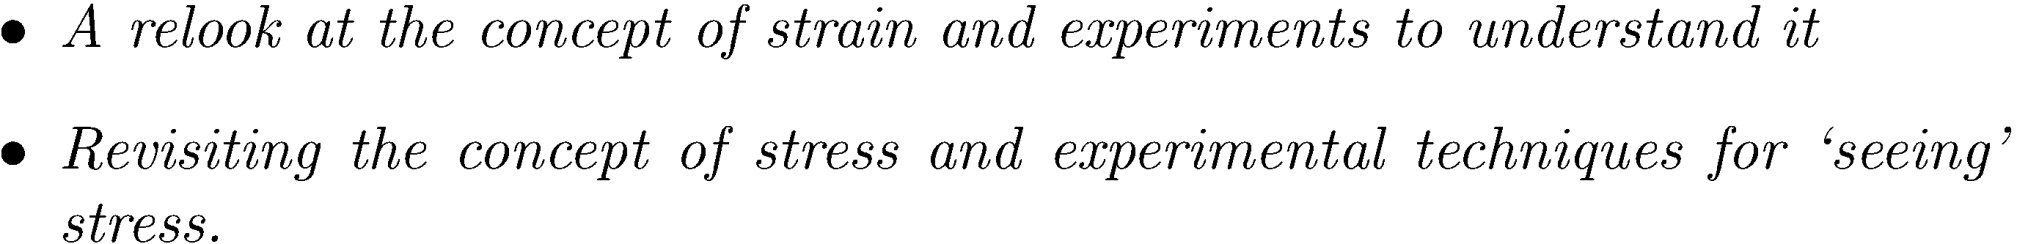 • A relook at the concept of strain and experiments to understand it
• Revisiting the concept of stress and experimental techniques for ‘seeing’
stress.